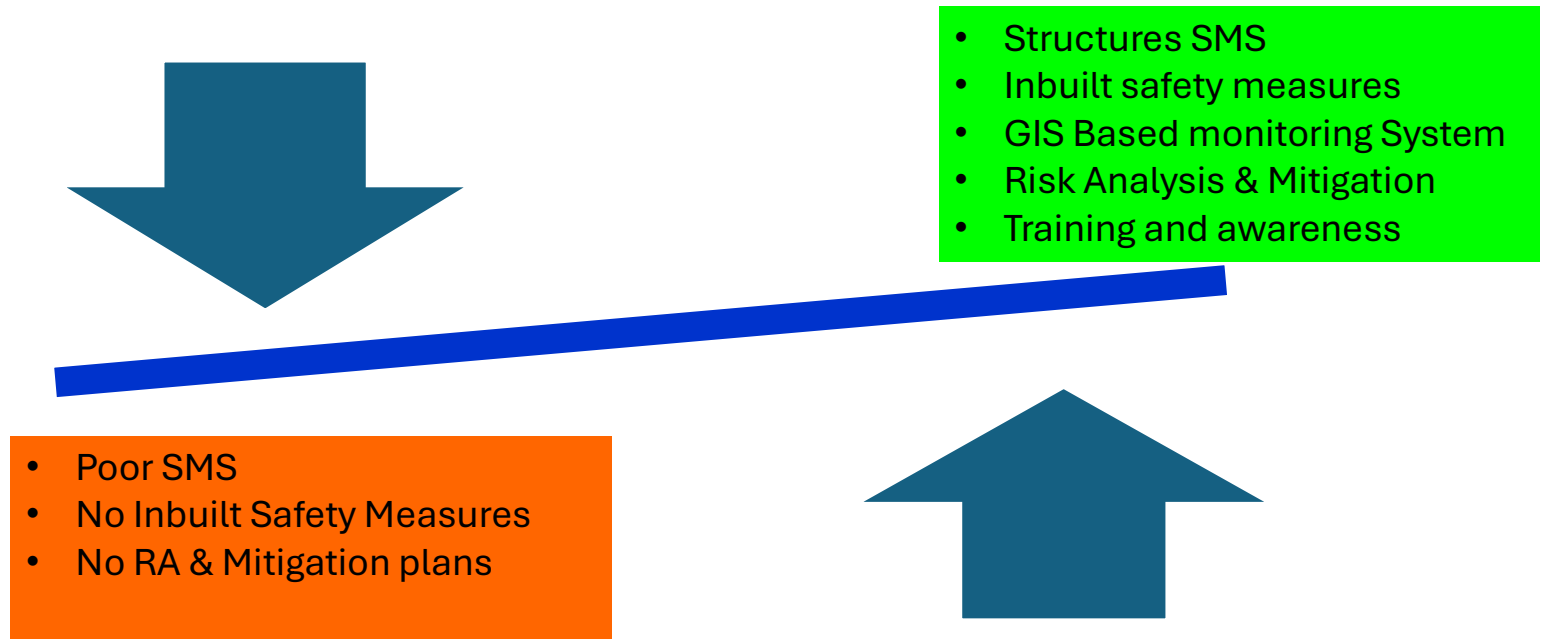 • Structures SMS
• Inbuilt safety measures
• GIS Based monitoring System
• Risk Analysis & Mitigation
• Training and awareness
• Poor SMS
• No Inbuilt Safety Measures
• No RA & Mitigation plans